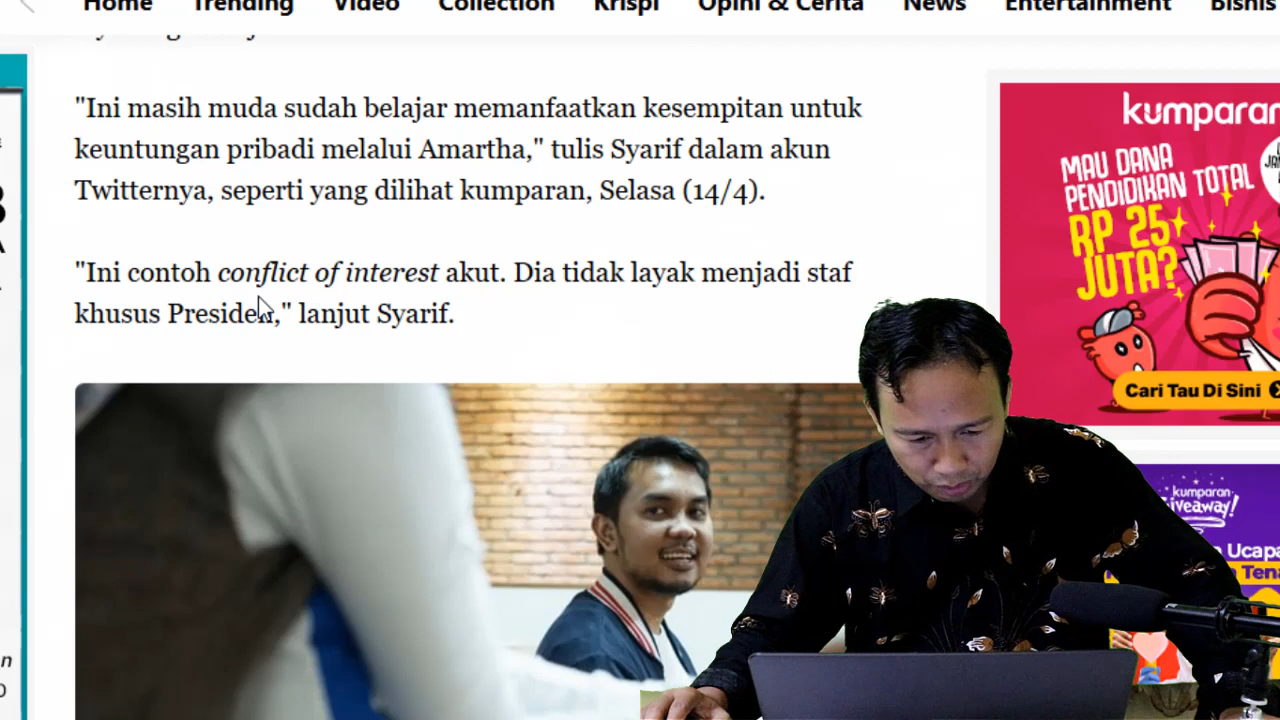 Home Trending Video Collection Krispi Opini & Cerita News Entertainment Bisnis
"Ini masih muda sudah belajar memanfaatkan kesempitan untuk
keuntungan pribadi melalui Amartha," tulis Syarif dalam akun
Twitternya, seperti yang dilihat kumparan, Selasa (14/4).
"Ini contoh conflict of interest akut. Dia tidak layak menjadi staf
khusus Presiden," lanjut Syarif.
kumparan
MAU DANA
PENDIDIKAN TOTAL
RP 25
JUTA?
Cari Tau Di Sini
kumparan
Giveaway!
Ucapa